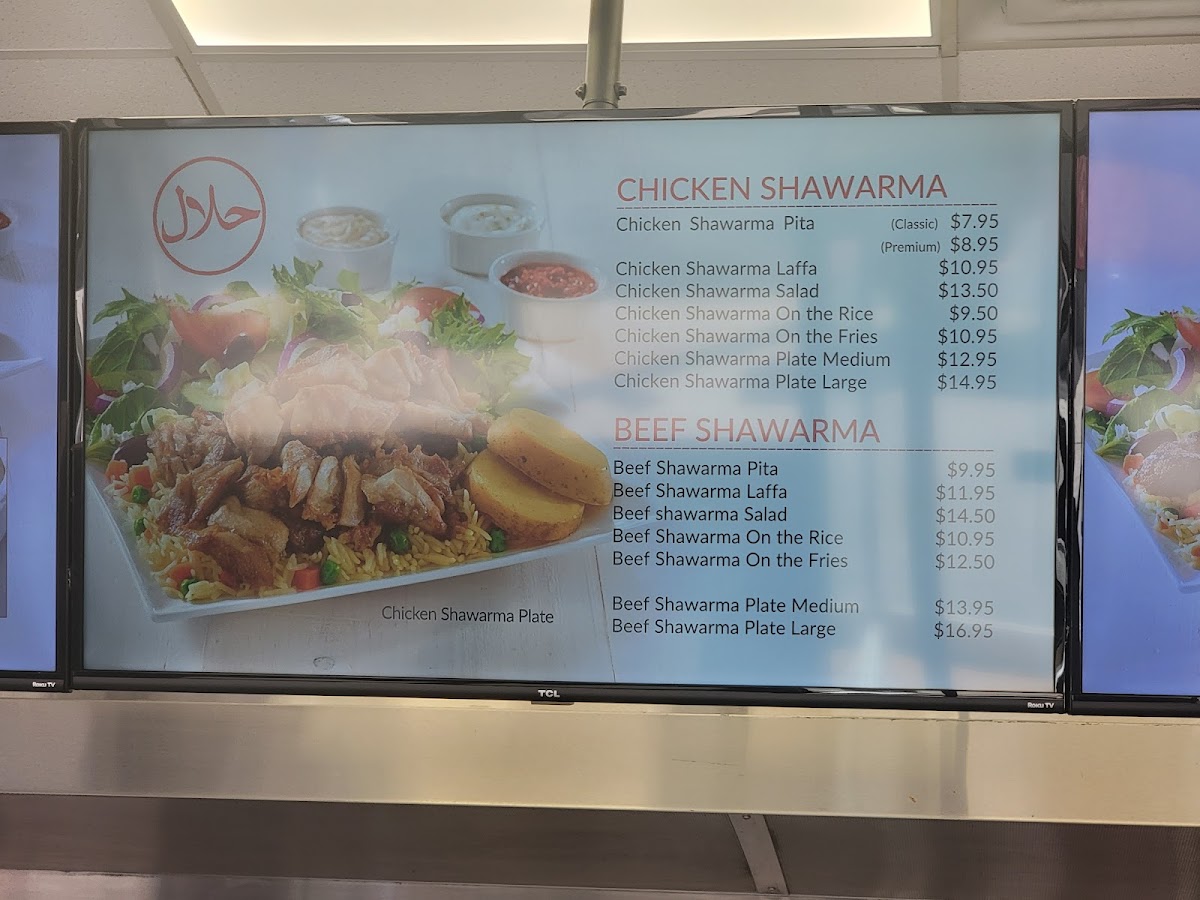 حلال
CHICKEN SHAWARMA
Chicken Shawarma Pita (Classic) $7.95
(Premium) $8.95
Chicken Shawarma Laffa $10.95
Chicken Shawarma Salad $13.50
Chicken Shawarma On the Rice $9.50
Chicken Shawarma On the Fries $10.95
Chicken Shawarma Plate Medium $12.95
Chicken Shawarma Plate Large $14.95
BEEF SHAWARMA
Beef Shawarma Pita $9.95
Beef Shawarma Laffa $11.95
Beef shawarma Salad $14.50
Beef Shawarma On the Rice $10.95
Beef Shawarma On the Fries $12.50
Beef Shawarma Plate Medium $13.95
Beef Shawarma Plate Large $16.95
Chicken Shawarma Plate
Roku TV
TCL
Roku TV